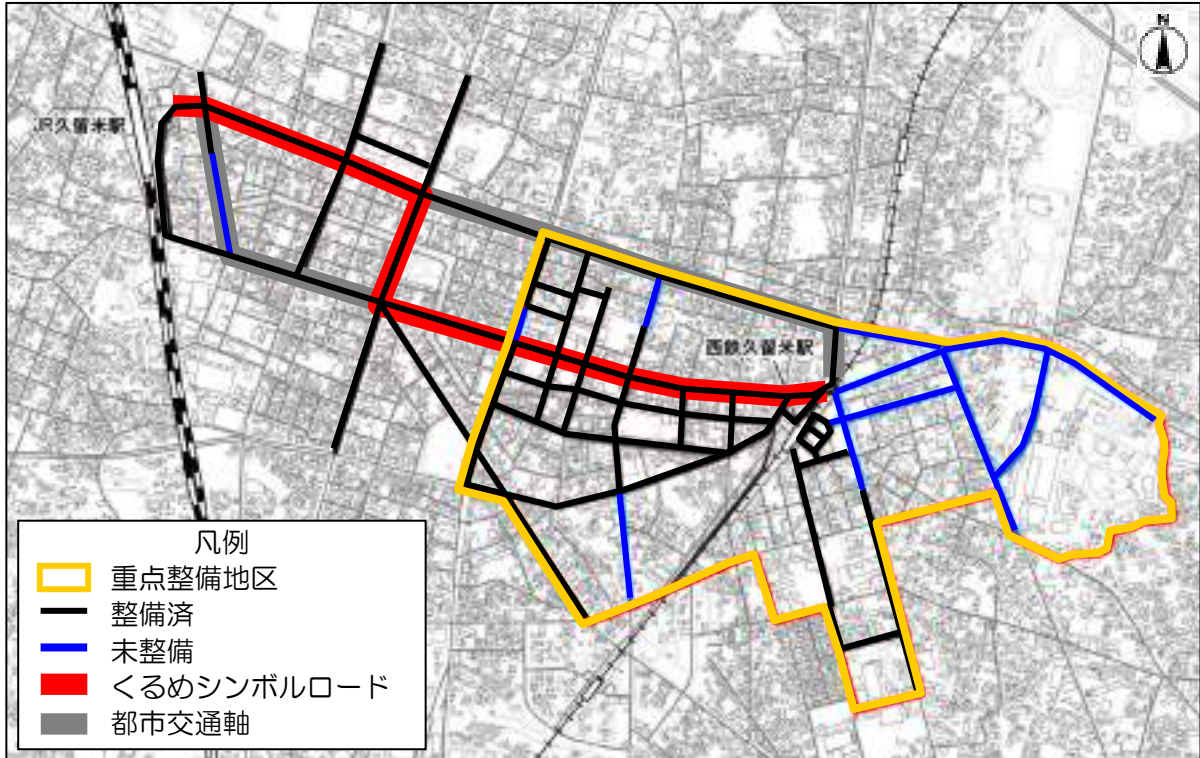 N
JR久留米駅
西鉄久留米駅
凡例
重点整備地区
整備済
未整備
くるめシンボルロード
都市交通軸